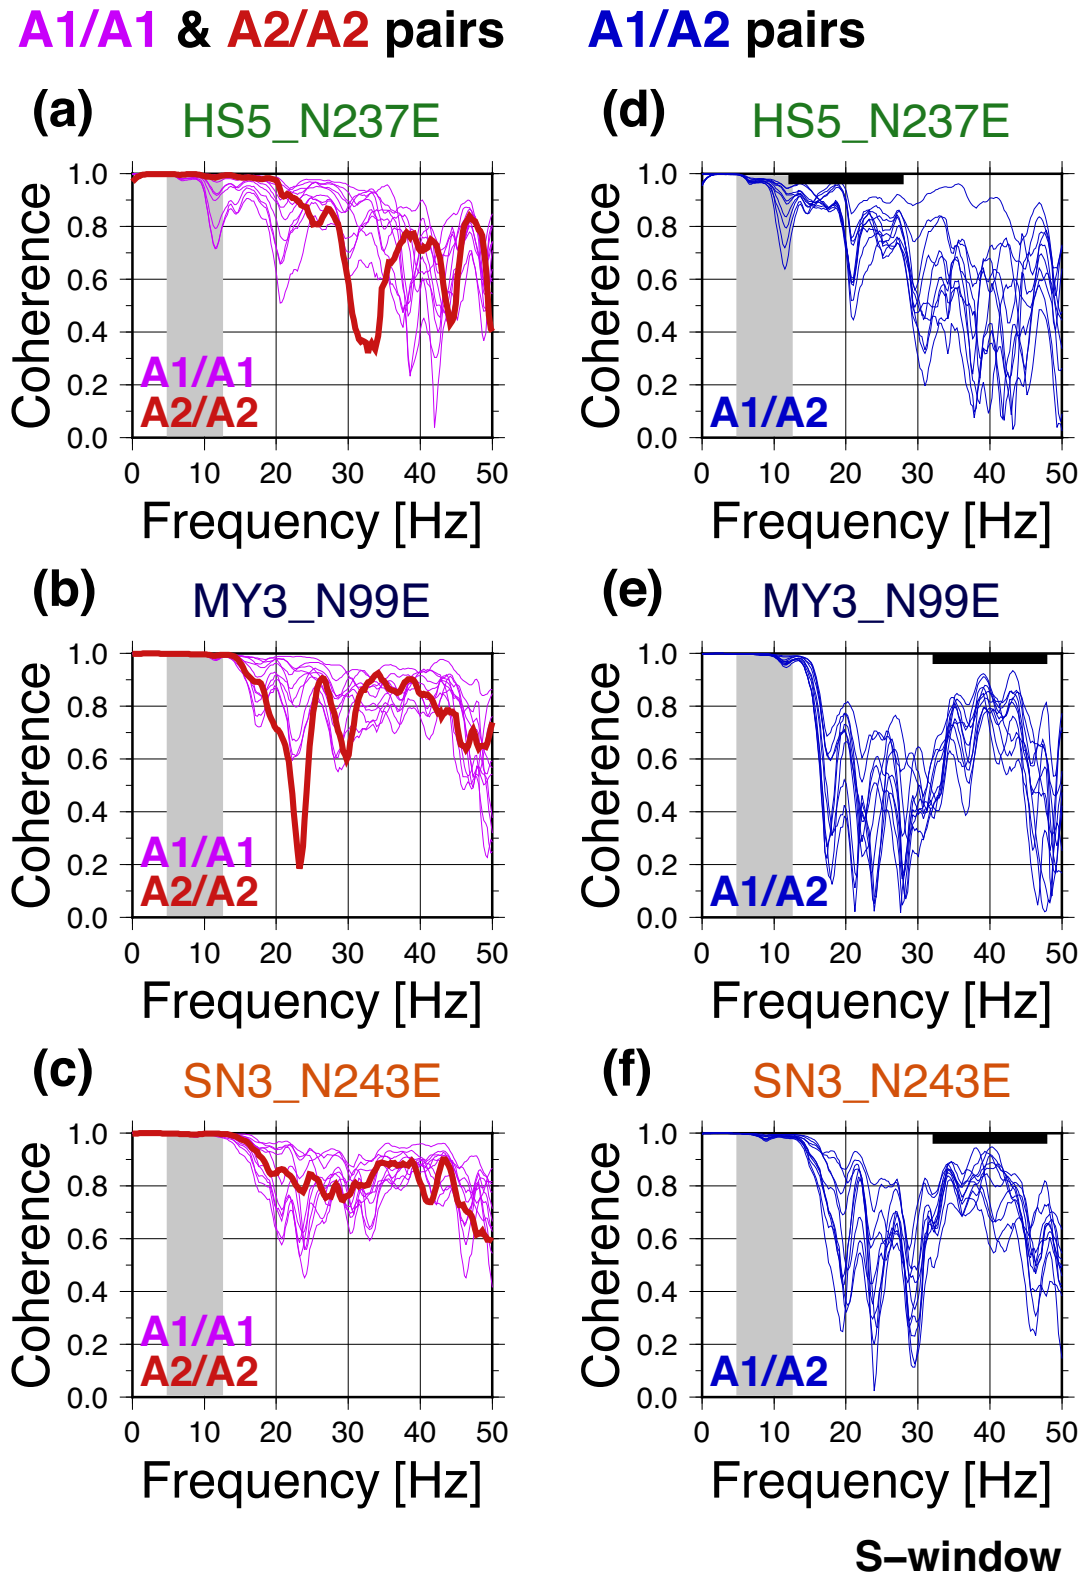 A1/A1 & A2/A2 pairs
A1/A2 pairs
(a)
HS5_N237E
Coherence
1.0
0.8
0.6
0.4
0.2
0.0
A1/A1
A2/A2
0 10 20 30 40 50
Frequency [Hz]
(d)
HS5_N237E
Coherence
1.0
0.8
0.6
0.4
0.2
0.0
A1/A2
0 10 20 30 40 50
Frequency [Hz]
(b)
MY3_N99E
Coherence
1.0
0.8
0.6
0.4
0.2
0.0
A1/A1
A2/A2
0 10 20 30 40 50
Frequency [Hz]
(e)
MY3_N99E
Coherence
1.0
0.8
0.6
0.4
0.2
0.0
A1/A2
0 10 20 30 40 50
Frequency [Hz]
(c)
SN3_N243E
Coherence
1.0
0.8
0.6
0.4
0.2
0.0
A1/A1
A2/A2
0 10 20 30 40 50
Frequency [Hz]
(f)
SN3_N243E
Coherence
1.0
0.8
0.6
0.4
0.2
0.0
A1/A2
0 10 20 30 40 50
Frequency [Hz]
S−window